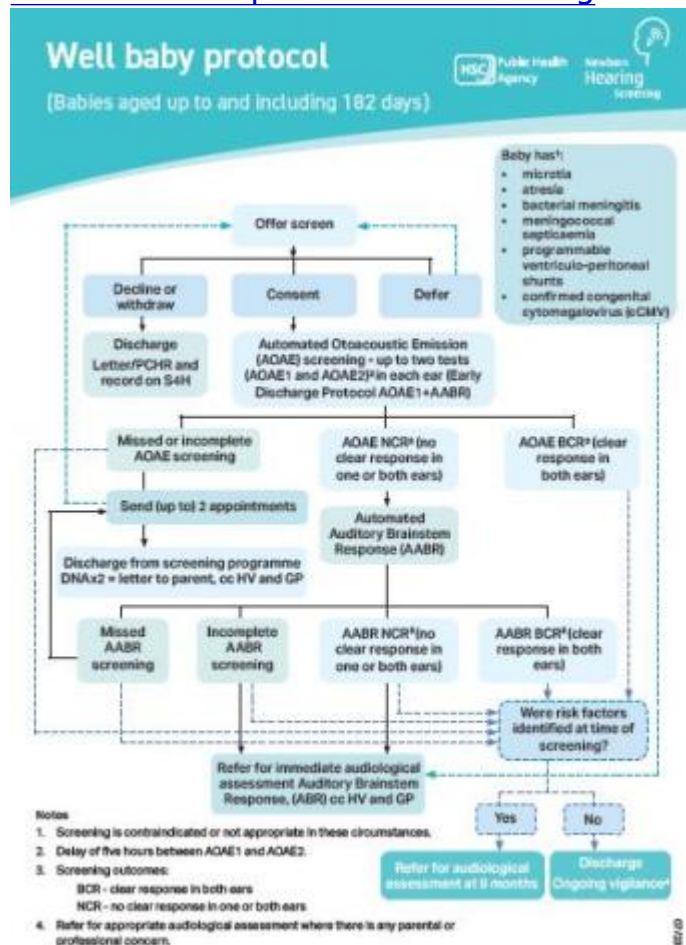 Well baby protocol
(Babies aged up to and including 182 days)
HSC Public Health
Agency
Newborn
Hearing
Screening
Baby has¹:
• microtia
• atresia
• bacterial meningitis
• meningococcal
septicaemia
• programmable
ventriculo-peritoneal
shunts
• confirmed congenital
cytomagalovirus (cCMV)
Offer screen
Decline or
withdraw
Consent
Defer
Discharge
Letter/PCHR and
record on S4H
Automated Otoacoustic Emission
(AOAE) screening - up to two tests
(AOAE1 and AOAE2)² in each ear (Early
Discharge Protocol AOAE1+AABR)
Missed or incomplete
AOAE screening
AOAE NCR³ (no
clear response in
one or both ears)
AOAE BCR³ (clear
response in
both ears)
Send (up to) 2 appointments
Automated
Auditory Brainstem
Response (AABR)
Discharge from screening programme
DNAx2 = letter to parent, cc HV and GP
Missed
AABR
screening
Incomplete
AABR
screening
AABR NCR³ (no
clear response in
one or both ears)
AABR BCR³ (clear
response in both
ears)
Were risk factors
identified at time of
screening?
Refer for immediate audiological
assessment Auditory Brainstem
Response, (ABR) cc HV and GP
Yes
No
Refer for audiological
assessment at 8 months
Discharge
Ongoing vigilance⁴
Notes
1. Screening is contraindicated or not appropriate in these circumstances.
2. Delay of five hours between AOAE1 and AOAE2.
3. Screening outcomes:
BCR - clear response in both ears
NCR - no clear response in one or both ears
4. Refer for appropriate audiological assessment where there is any parental or
professional concern.